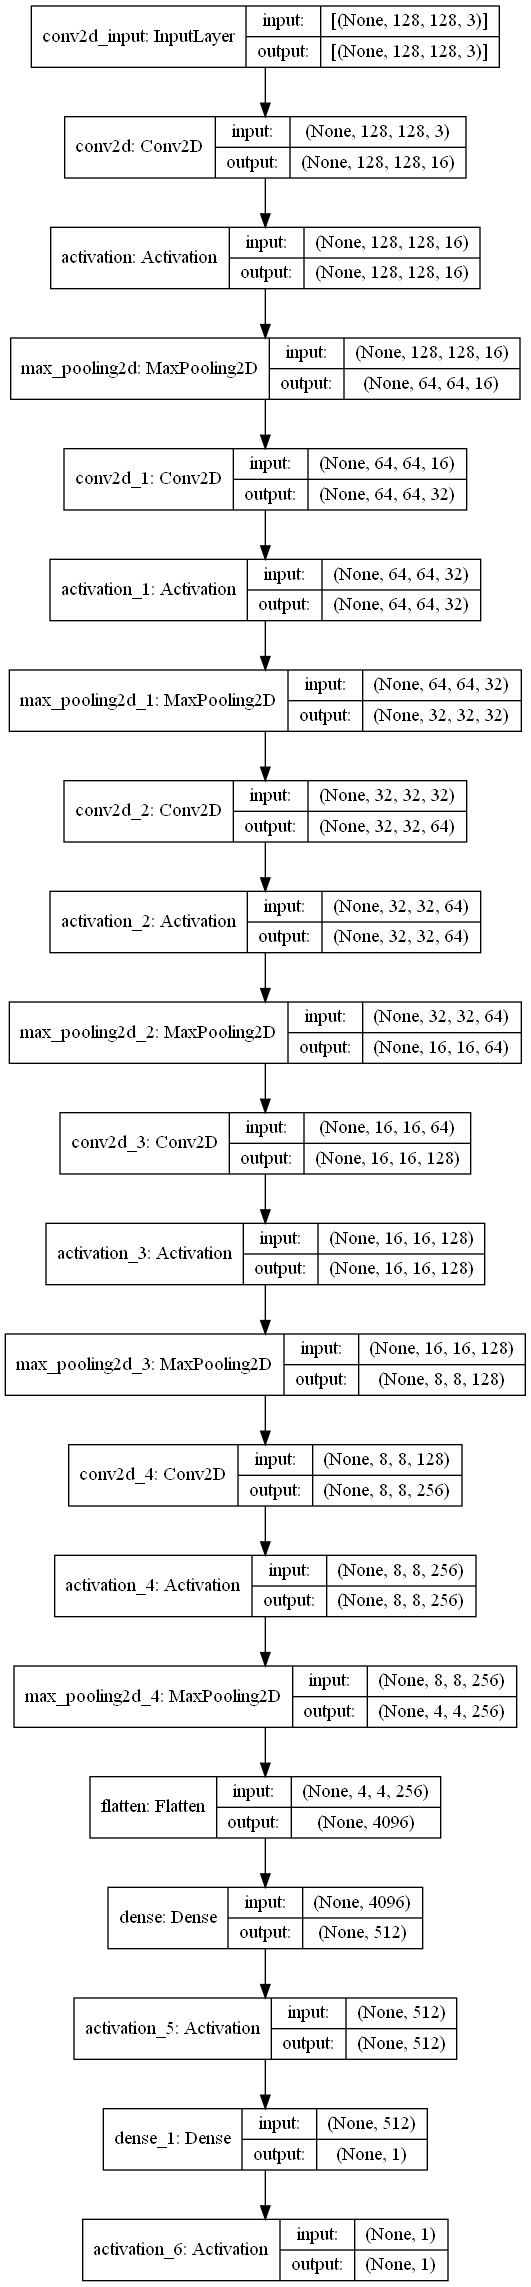 conv2d_input: InputLayer
input: [(None, 128, 128, 3)]
output: [(None, 128, 128, 3)]
conv2d: Conv2D
input: (None, 128, 128, 3)
output: (None, 128, 128, 16)
activation: Activation
input: (None, 128, 128, 16)
output: (None, 128, 128, 16)
max_pooling2d: MaxPooling2D
input: (None, 128, 128, 16)
output: (None, 64, 64, 16)
conv2d_1: Conv2D
input: (None, 64, 64, 16)
output: (None, 64, 64, 32)
activation_1: Activation
input: (None, 64, 64, 32)
output: (None, 64, 64, 32)
max_pooling2d_1: MaxPooling2D
input: (None, 64, 64, 32)
output: (None, 32, 32, 32)
conv2d_2: Conv2D
input: (None, 32, 32, 32)
output: (None, 32, 32, 64)
activation_2: Activation
input: (None, 32, 32, 64)
output: (None, 32, 32, 64)
max_pooling2d_2: MaxPooling2D
input: (None, 32, 32, 64)
output: (None, 16, 16, 64)
conv2d_3: Conv2D
input: (None, 16, 16, 64)
output: (None, 16, 16, 128)
activation_3: Activation
input: (None, 16, 16, 128)
output: (None, 16, 16, 128)
max_pooling2d_3: MaxPooling2D
input: (None, 16, 16, 128)
output: (None, 8, 8, 128)
conv2d_4: Conv2D
input: (None, 8, 8, 128)
output: (None, 8, 8, 256)
activation_4: Activation
input: (None, 8, 8, 256)
output: (None, 8, 8, 256)
max_pooling2d_4: MaxPooling2D
input: (None, 8, 8, 256)
output: (None, 4, 4, 256)
flatten: Flatten
input: (None, 4, 4, 256)
output: (None, 4096)
dense: Dense
input: (None, 4096)
output: (None, 512)
activation_5: Activation
input: (None, 512)
output: (None, 512)
dense_1: Dense
input: (None, 512)
output: (None, 1)
activation_6: Activation
input: (None, 1)
output: (None, 1)